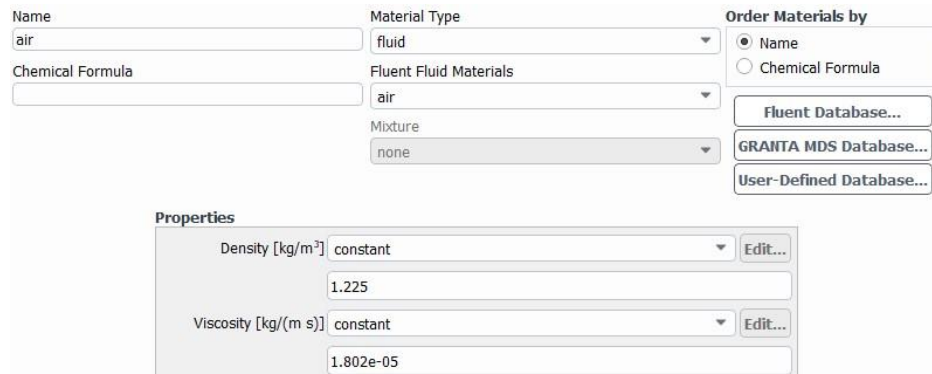 Name
air
Chemical Formula
Material Type
fluid
Fluent Fluid Materials
air
Mixture
none
Order Materials by
Name
Chemical Formula
Fluent Database...
GRANTA MDS Database...
User-Defined Database...
Properties
Density [kg/m³] constant Edit...
1.225
Viscosity [kg/(m s)] constant Edit...
1.802e-05